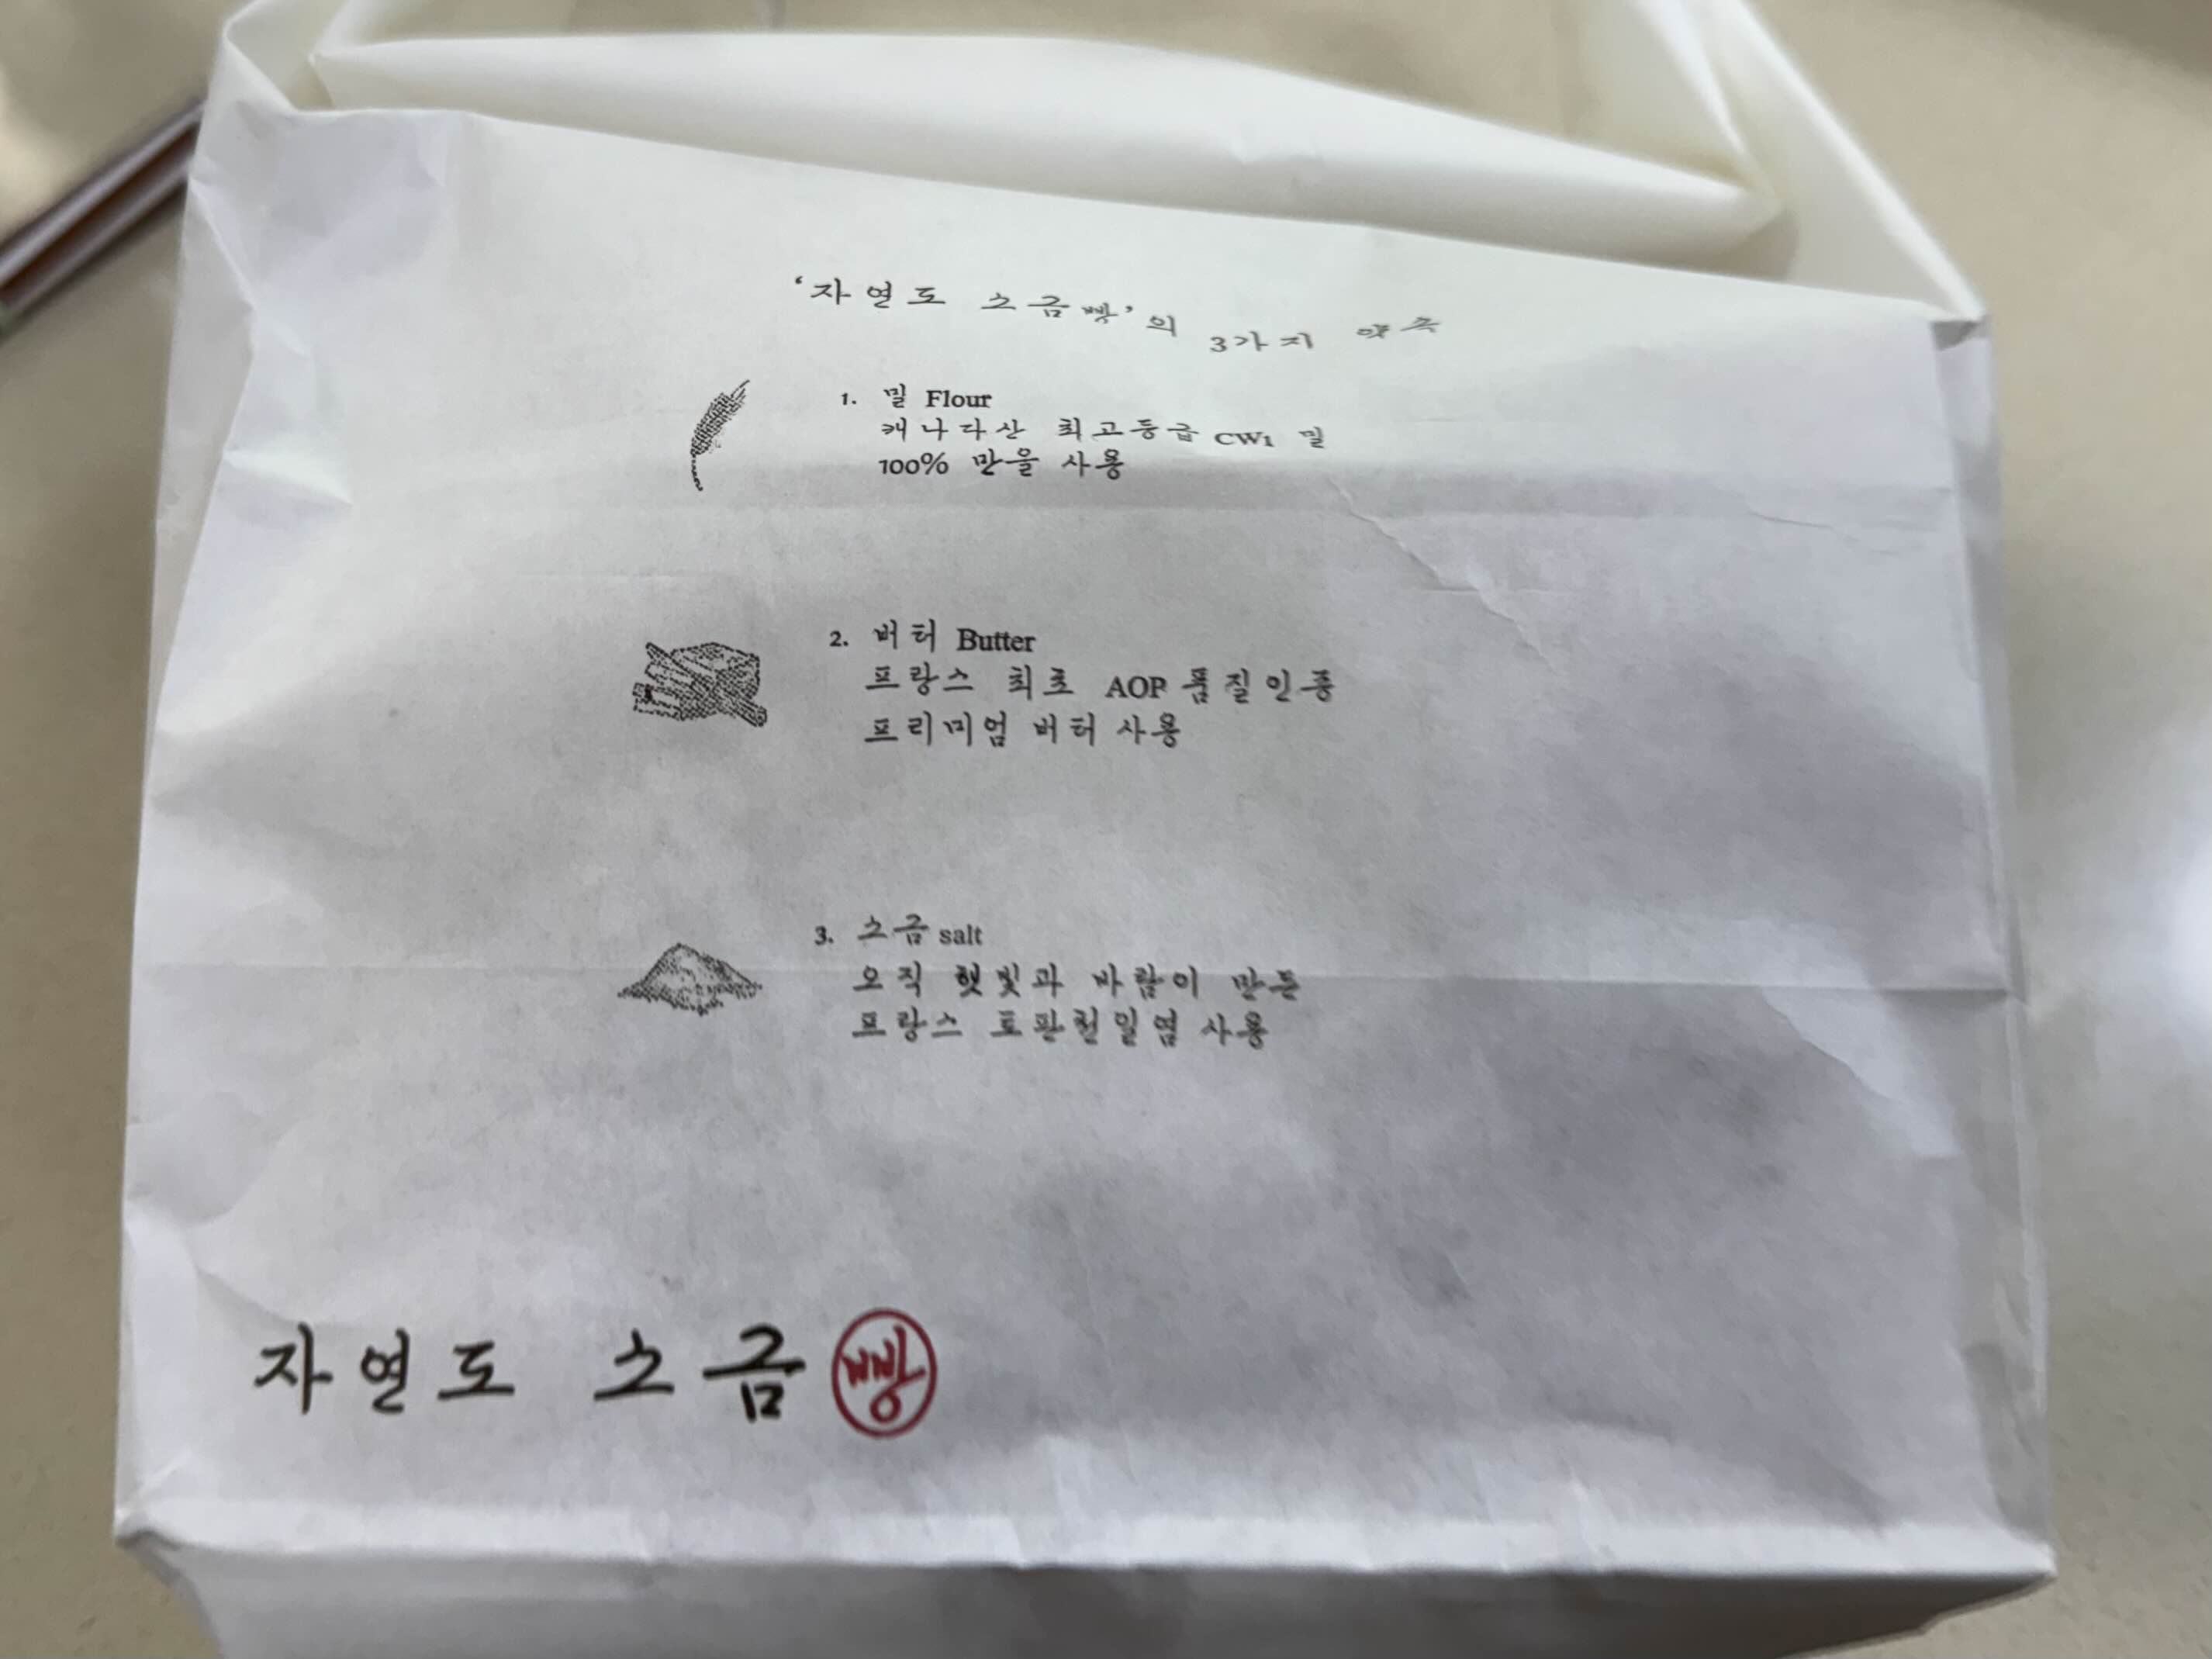 '자연도 소금빵'의 3가지 약속
1. 밀 Flour
캐나다산 최고등급 CW1 밀
100% 만을 사용
2. 버터 Butter
프랑스 최초 AOP 품질인증
프리미엄 버터 사용
3. 소금 salt
오직 햇빛과 바람이 만든
프랑스 토판천일염 사용
자연도 소금빵